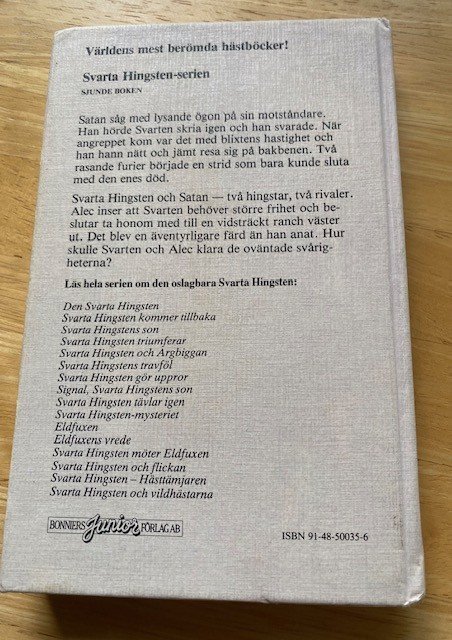 Världens mest berömda hästböcker!
Svarta Hingsten-serien
SJUNDE BOKEN
Satan såg med lysande ögon på sin motståndare.
Han hörde Svarten skria igen och han svarade. När
angreppet kom var det med blixtens hastighet och
han hann nätt och jämt resa sig på bakbenen. Två
rasande furier började en strid som bara kunde sluta
med den enes död.
Svarta Hingsten och Satan — två hingstar, två rivaler.
Alec inser att Svarten behöver större frihet och be-
slutar ta honom med till en vidsträckt ranch väster
ut. Det blev en äventyrligare färd än han anat. Hur
skulle Svarten och Alec klara de oväntade svårig-
heterna?
Läs hela serien om den oslagbara Svarta Hingsten:
Den Svarta Hingsten
Svarta Hingsten kommer tillbaka
Svarta Hingstens son
Svarta Hingsten triumferar
Svarta Hingsten och Argbiggan
Svarta Hingstens travföl
Svarta Hingsten gör uppror
Signal, Svarta Hingstens son
Svarta Hingsten tävlar igen
Svarta Hingsten-mysteriet
Eldfuxen
Eldfuxens vrede
Svarta Hingsten möter Eldfuxen
Svarta Hingsten och flickan
Svarta Hingsten – Hästtämjaren
Svarta Hingsten och vildhästarna
BONNIERS Junior FÖRLAG AB
ISBN 91-48-50035-6